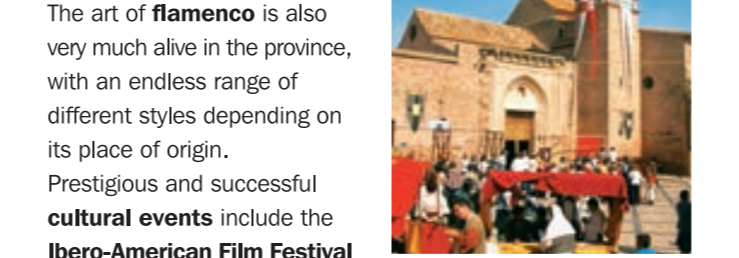 The art of flamenco is also
very much alive in the province,
with an endless range of
different styles depending on
its place of origin.
Prestigious and successful
cultural events include the
Ibero-American Film Festival